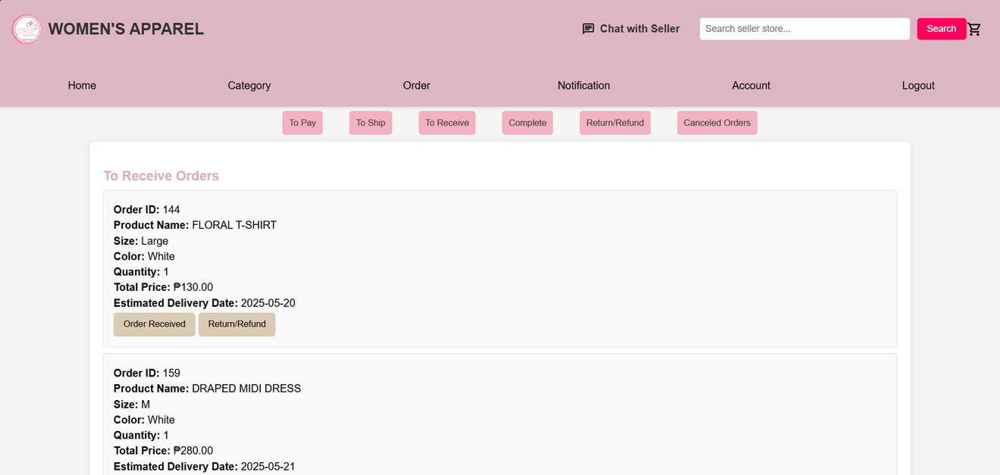 WOMEN'S APPAREL
Chat with Seller
Search seller store...
Search
Home
Category
Order
Notification
Account
Logout
To Pay
To Ship
To Receive
Complete
Return/Refund
Canceled Orders
To Receive Orders
Order ID: 144
Product Name: FLORAL T-SHIRT
Size: Large
Color: White
Quantity: 1
Total Price: ₱130.00
Estimated Delivery Date: 2025-05-20
Order Received
Return/Refund
Order ID: 159
Product Name: DRAPED MIDI DRESS
Size: M
Color: White
Quantity: 1
Total Price: ₱280.00
Estimated Delivery Date: 2025-05-21